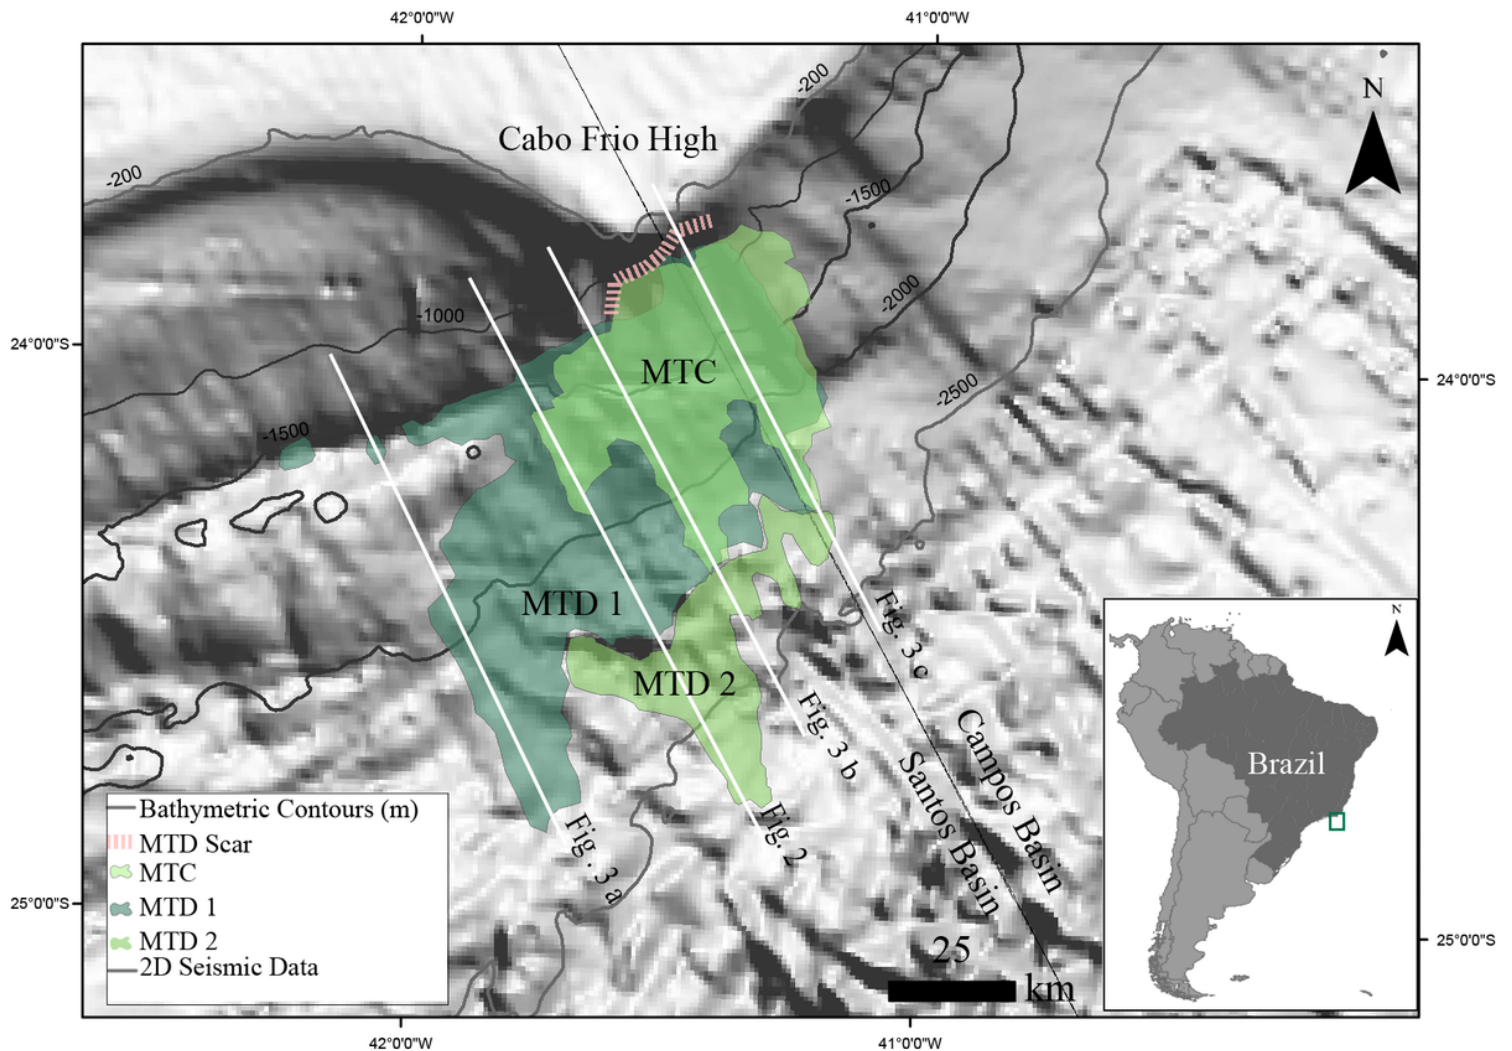 42°0'0"W
41°0'0"W
-200
N
Cabo Frio High
-200
-1500
-1000
-2000
24°0'0"S
MTC
24°0'0"S
-2500
-1500
MTD 1
Fig. 3 c
N
MTD 2
Fig. 3 b
Campos Basin
Santos Basin
Brazil
Bathymetric Contours (m)
Fig. 2
Fig. 3 a
MTD Scar
MTC
MTD 1
25°0'0"S
MTD 2
25
25°0'0"S
2D Seismic Data
km
42°0'0"W
41°0'0"W